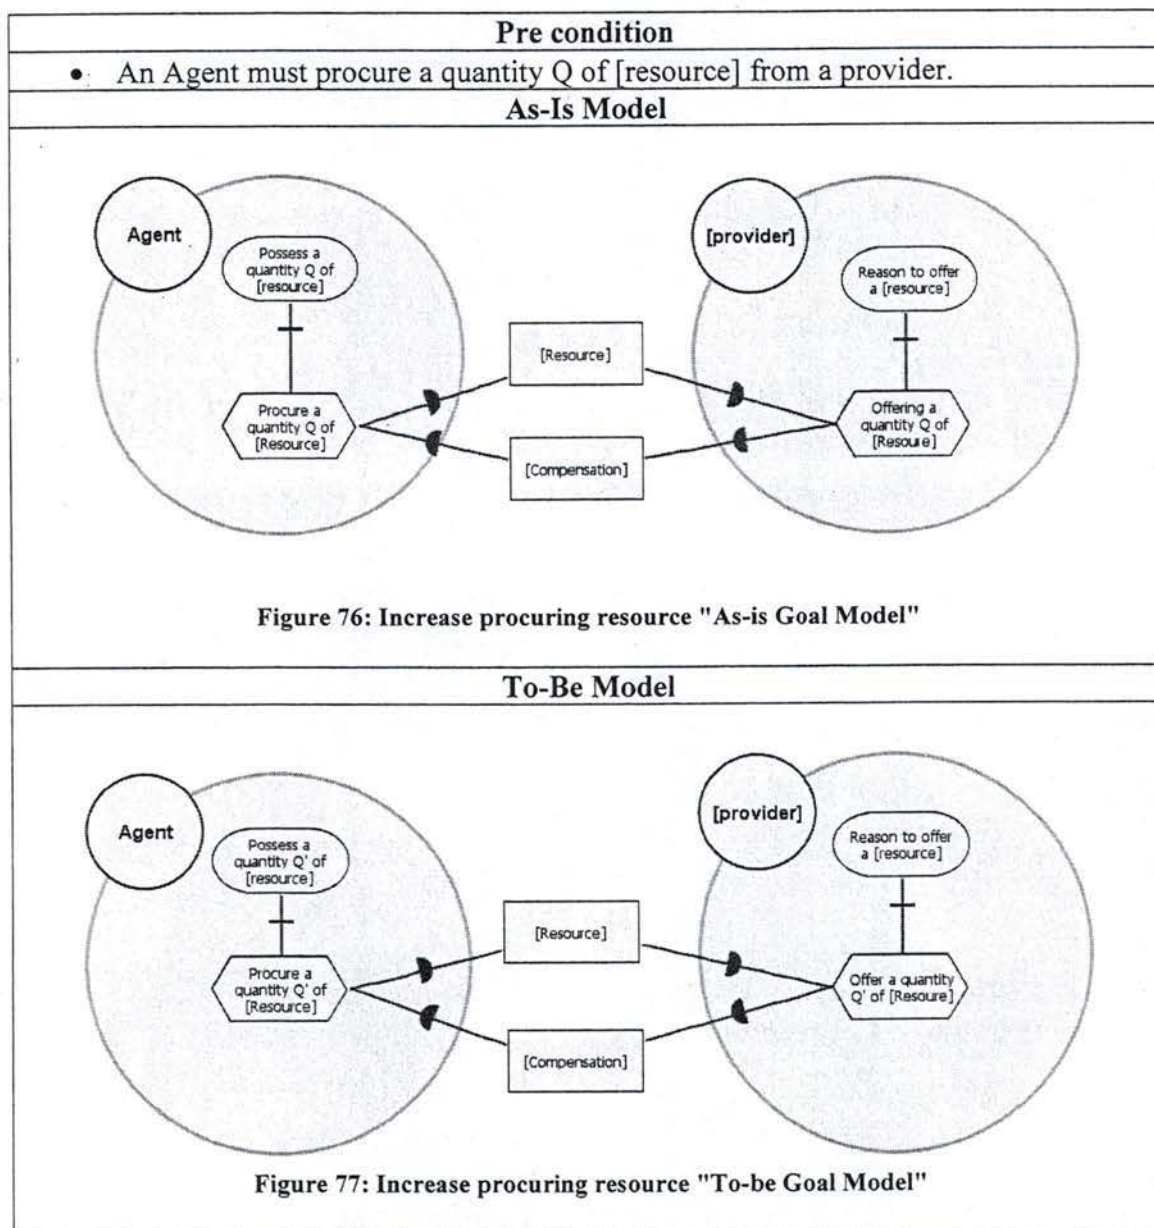 Pre condition
• An Agent must procure a quantity Q of [resource] from a provider.
As-Is Model
Agent
Possess a
quantity Q of
[resource]
Procure a
quantity Q of
[Resource]
[Resource]
[Compensation]
[provider]
Reason to offer
a [resource]
Offering a
quantity Q of
[Resoure]
Figure 76: Increase procuring resource "As-is Goal Model"
To-Be Model
Agent
Possess a
quantity Q' of
[resource]
Procure a
quantity Q' of
[Resource]
[Resource]
[Compensation]
[provider]
Reason to offer
a [resource]
Offer a quantity
Q' of [Resoure]
Figure 77: Increase procuring resource "To-be Goal Model"